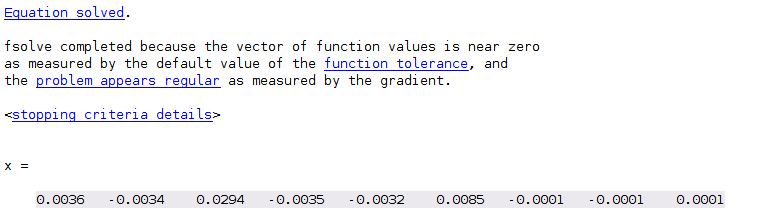 Equation solved.
fsolve completed because the vector of function values is near zero
as measured by the default value of the function tolerance, and
the problem appears regular as measured by the gradient.
<stopping criteria details>
x =
0.0036 -0.0034 0.0294 -0.0035 -0.0032 0.0085 -0.0001 -0.0001 0.0001